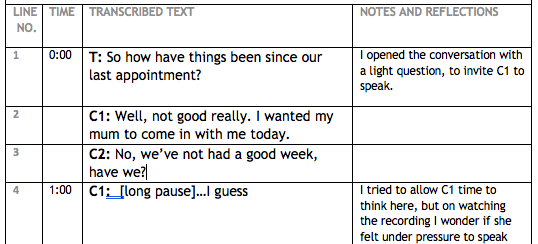 LINE NO. TIME TRANSCRIBED TEXT NOTES AND REFLECTIONS
1 0:00 T: So how have things been since our last appointment? I opened the conversation with a light question, to invite C1 to speak.
2 C1: Well, not good really. I wanted my mum to come in with me today.
3 C2: No, we’ve not had a good week, have we?
4 1:00 C1: [long pause]…I guess I tried to allow C1 time to think here, but on watching the recording I wonder if she felt under pressure to speak